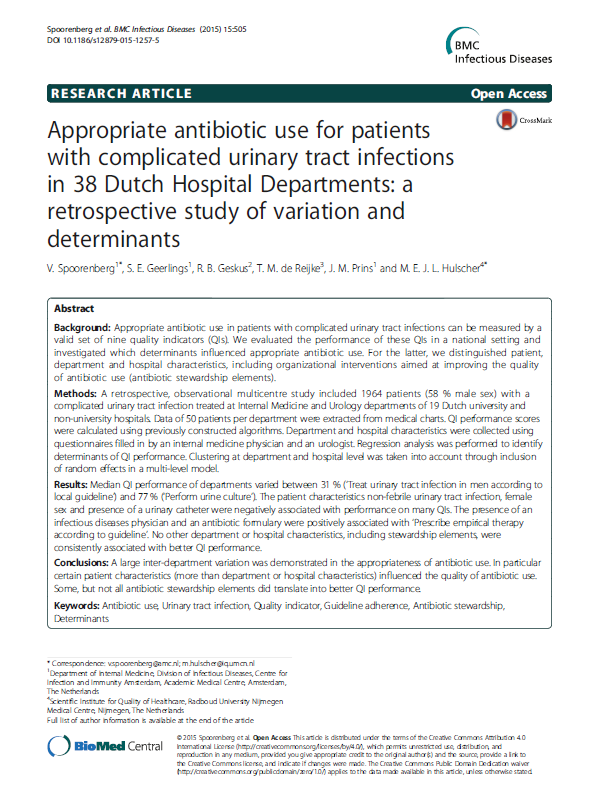 Spoorenberg et al. BMC Infectious Diseases (2015) 15:505
DOI 10.1186/s12879-015-1257-5
BMC
Infectious Diseases
RESEARCH ARTICLE
Open Access
CrossMark
Appropriate antibiotic use for patients
with complicated urinary tract infections
in 38 Dutch Hospital Departments: a
retrospective study of variation and
determinants
V. Spoorenberg1*, S. E. Geerlings1, R. B. Geskus2, T. M. de Reijke3, J. M. Prins1 and M. E. J. L. Hulscher4*
Abstract
Background: Appropriate antibiotic use in patients with complicated urinary tract infections can be measured by a
valid set of nine quality indicators (QIs). We evaluated the performance of these QIs in a national setting and
investigated which determinants influenced appropriate antibiotic use. For the latter, we distinguished patient,
department and hospital characteristics, including organizational interventions aimed at improving the quality
of antibiotic use (antibiotic stewardship elements).
Methods: A retrospective, observational multicentre study included 1964 patients (58 % male sex) with a
complicated urinary tract infection treated at Internal Medicine and Urology departments of 19 Dutch university and
non-university hospitals. Data of 50 patients per department were extracted from medical charts. QI performance scores
were calculated using previously constructed algorithms. Department and hospital characteristics were collected using
questionnaires filled in by an internal medicine physician and an urologist. Regression analysis was performed to identify
determinants of QI performance. Clustering at department and hospital level was taken into account through inclusion
of random effects in a multi-level model.
Results: Median QI performance of departments varied between 31 % ('Treat urinary tract infection in men according to
local guideline') and 77 % ('Perform urine culture'). The patient characteristics non-febrile urinary tract infection, female
sex and presence of a urinary catheter were negatively associated with performance on many QIs. The presence of an
infectious diseases physician and an antibiotic formulary were positively associated with 'Prescribe empirical therapy
according to guideline'. No other department or hospital characteristics, including stewardship elements, were
consistently associated with better QI performance.
Conclusions: A large inter-department variation was demonstrated in the appropriateness of antibiotic use. In particular
certain patient characteristics (more than department or hospital characteristics) influenced the quality of antibiotic use.
Some, but not all antibiotic stewardship elements did translate into better QI performance.
Keywords: Antibiotic use, Urinary tract infection, Quality indicator, Guideline adherence, Antibiotic stewardship,
Determinants
* Correspondence: v.spoorenberg@amc.nl; m.hulscher@iq.umcn.nl
1Department of Internal Medicine, Division of Infectious Diseases, Centre for
Infection and Immunity Amsterdam, Academic Medical Centre, Amsterdam,
The Netherlands
4Scientific Institute for Quality of Healthcare, Radboud University Nijmegen
Medical Centre, Nijmegen, The Netherlands
Full list of author information is available at the end of the article
BioMed Central
© 2015 Spoorenberg et al. Open Access This article is distributed under the terms of the Creative Commons Attribution 4.0
International License (http://creativecommons.org/licenses/by/4.0/), which permits unrestricted use, distribution, and
reproduction in any medium, provided you give appropriate credit to the original author(s) and the source, provide a link to
the Creative Commons license, and indicate if changes were made. The Creative Commons Public Domain Dedication waiver
(http://creativecommons.org/publicdomain/zero/1.0/) applies to the data made available in this article, unless otherwise stated.